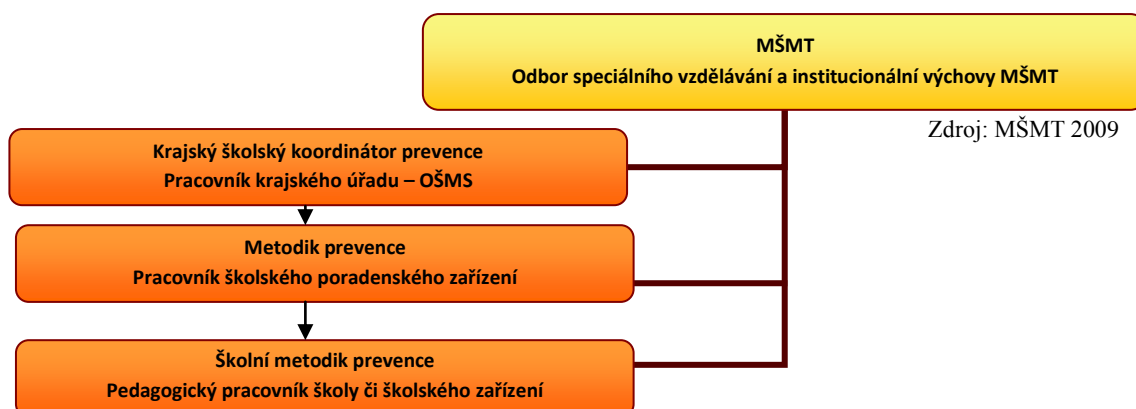 MŠMT
Odbor speciálního vzdělávání a institucionální výchovy MŠMT
Zdroj: MŠMT 2009
Krajský školský koordinátor prevence
Pracovník krajského úřadu – OŠMS
Metodik prevence
Pracovník školského poradenského zařízení
Školní metodik prevence
Pedagogický pracovník školy či školského zařízení